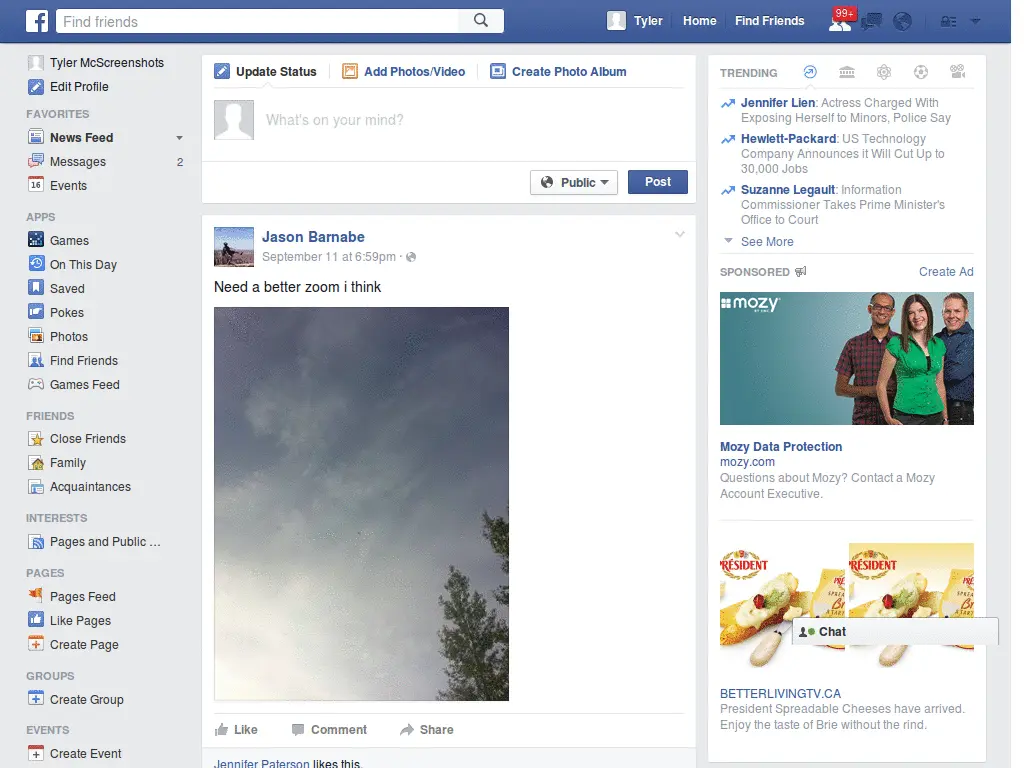 Find friends
Tyler
Home
Find Friends
99+
Tyler McScreenshots
Edit Profile
FAVORITES
News Feed
Messages 2
16 Events
APPS
Games
On This Day
Saved
Pokes
Photos
Find Friends
Games Feed
FRIENDS
Close Friends
Family
Acquaintances
INTERESTS
Pages and Public ...
PAGES
Pages Feed
Like Pages
Create Page
GROUPS
Create Group
EVENTS
Create Event
Update Status
Add Photos/Video
Create Photo Album
What's on your mind?
Public
Post
Jason Barnabe
September 11 at 6:59pm ·
Need a better zoom i think
Like
Comment
Share
Jennifer Paterson likes this.
TRENDING
Jennifer Lien: Actress Charged With
Exposing Herself to Minors, Police Say
Hewlett-Packard: US Technology
Company Announces it Will Cut Up to
30,000 Jobs
Suzanne Legault: Information
Commissioner Takes Prime Minister's
Office to Court
See More
SPONSORED
Create Ad
mozy
BY EMC
Mozy Data Protection
mozy.com
Questions about Mozy? Contact a Mozy
Account Executive.
PRÉSIDENT
RÉSIDENT
Chat
BETTERLIVINGTV.CA
President Spreadable Cheeses have arrived.
Enjoy the taste of Brie without the rind.